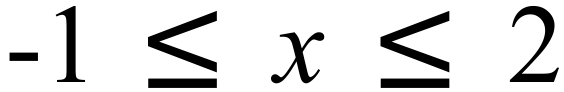 -1 ≤ x ≤ 2